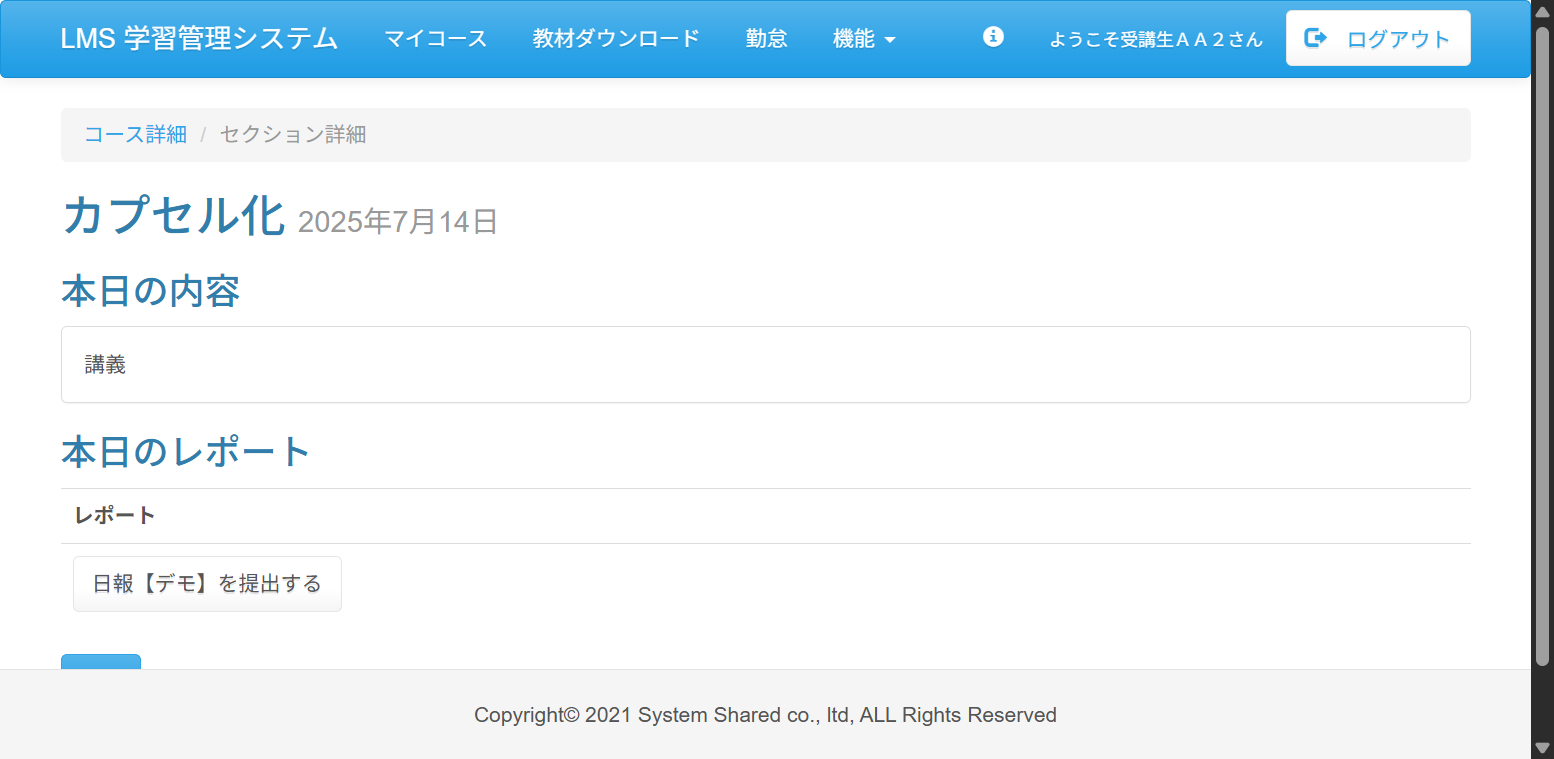 LMS 学習管理システム マイコース 教材ダウンロード 勤怠 機能 ようこそ受講生ＡＡ２さん ログアウト
コース詳細 / セクション詳細
カプセル化 2025年7月14日
本日の内容
講義
本日のレポート
レポート
日報【デモ】を提出する
Copyright© 2021 System Shared co., ltd, ALL Rights Reserved